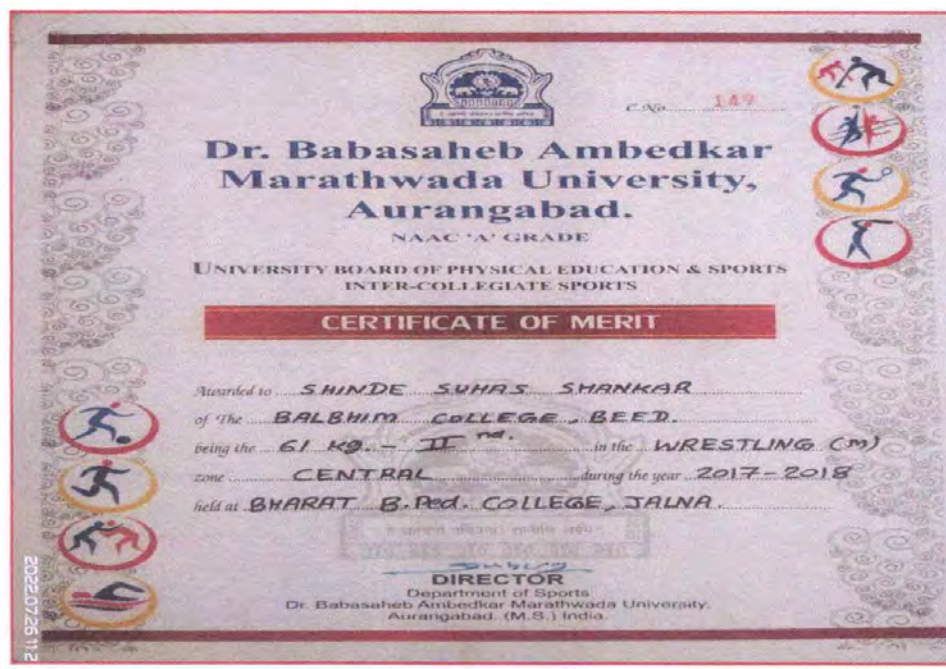 C.No. 149
Dr. Babasaheb Ambedkar
Marathwada University,
Aurangabad.
NAAC 'A' GRADE
UNIVERSITY BOARD OF PHYSICAL EDUCATION & SPORTS
INTER-COLLEGIATE SPORTS
CERTIFICATE OF MERIT
Awarded to SHINDE SUHAS SHANKAR
of The BALBHIM COLLEGE, BEED.
being the 61 kg. - IInd. in the WRESTLING (M)
zone CENTRAL during the year 2017-2018
held at BHARAT B.Ped. COLLEGE, JALNA.
DIRECTOR
Department of Sports
Dr. Babasaheb Ambedkar Marathwada University,
Aurangabad. (M.S.) India.
2022.07.26 11:2